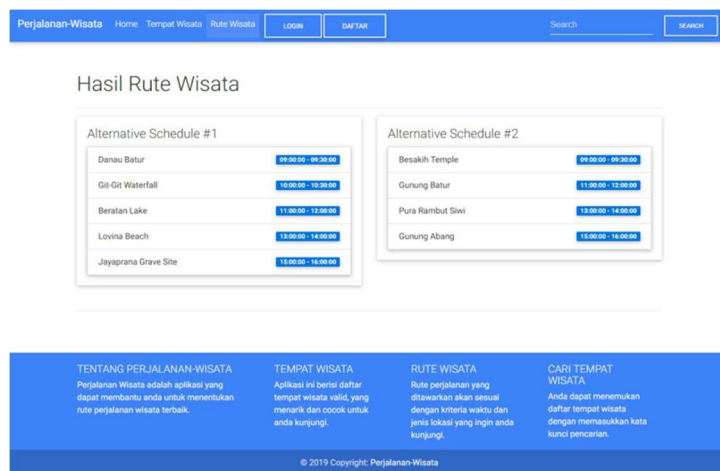 Perjalanan-Wisata Home Tempat Wisata Rute Wisata LOGIN DAFTAR Search SEARCH
Hasil Rute Wisata
Alternative Schedule #1
Danau Batur 09:00:00 - 09:30:00
Git-Git Waterfall 10:00:00 - 10:30:00
Beratan Lake 11:00:00 - 12:00:00
Lovina Beach 13:00:00 - 14:00:00
Jayaprana Grave Site 15:00:00 - 16:00:00
Alternative Schedule #2
Besakih Temple 09:00:00 - 09:30:00
Gunung Batur 11:00:00 - 12:00:00
Pura Rambut Siwi 13:00:00 - 14:00:00
Gunung Abang 15:00:00 - 16:00:00
TENTANG PERJALANAN-WISATA
Perjalanan Wisata adalah aplikasi yang
dapat membantu anda untuk menentukan
rute perjalanan wisata terbaik.
TEMPAT WISATA
Aplikasi ini berisi daftar
tempat wisata valid, yang
menarik dan cocok untuk
anda kunjungi.
RUTE WISATA
Rute perjalanan yang
ditawarkan akan sesuai
dengan kriteria waktu dan
jenis lokasi yang ingin anda
kunjungi.
CARI TEMPAT
WISATA
Anda dapat menemukan
daftar tempat wisata
dengan memasukkan kata
kunci pencarian.
© 2019 Copyright: Perjalanan-Wisata